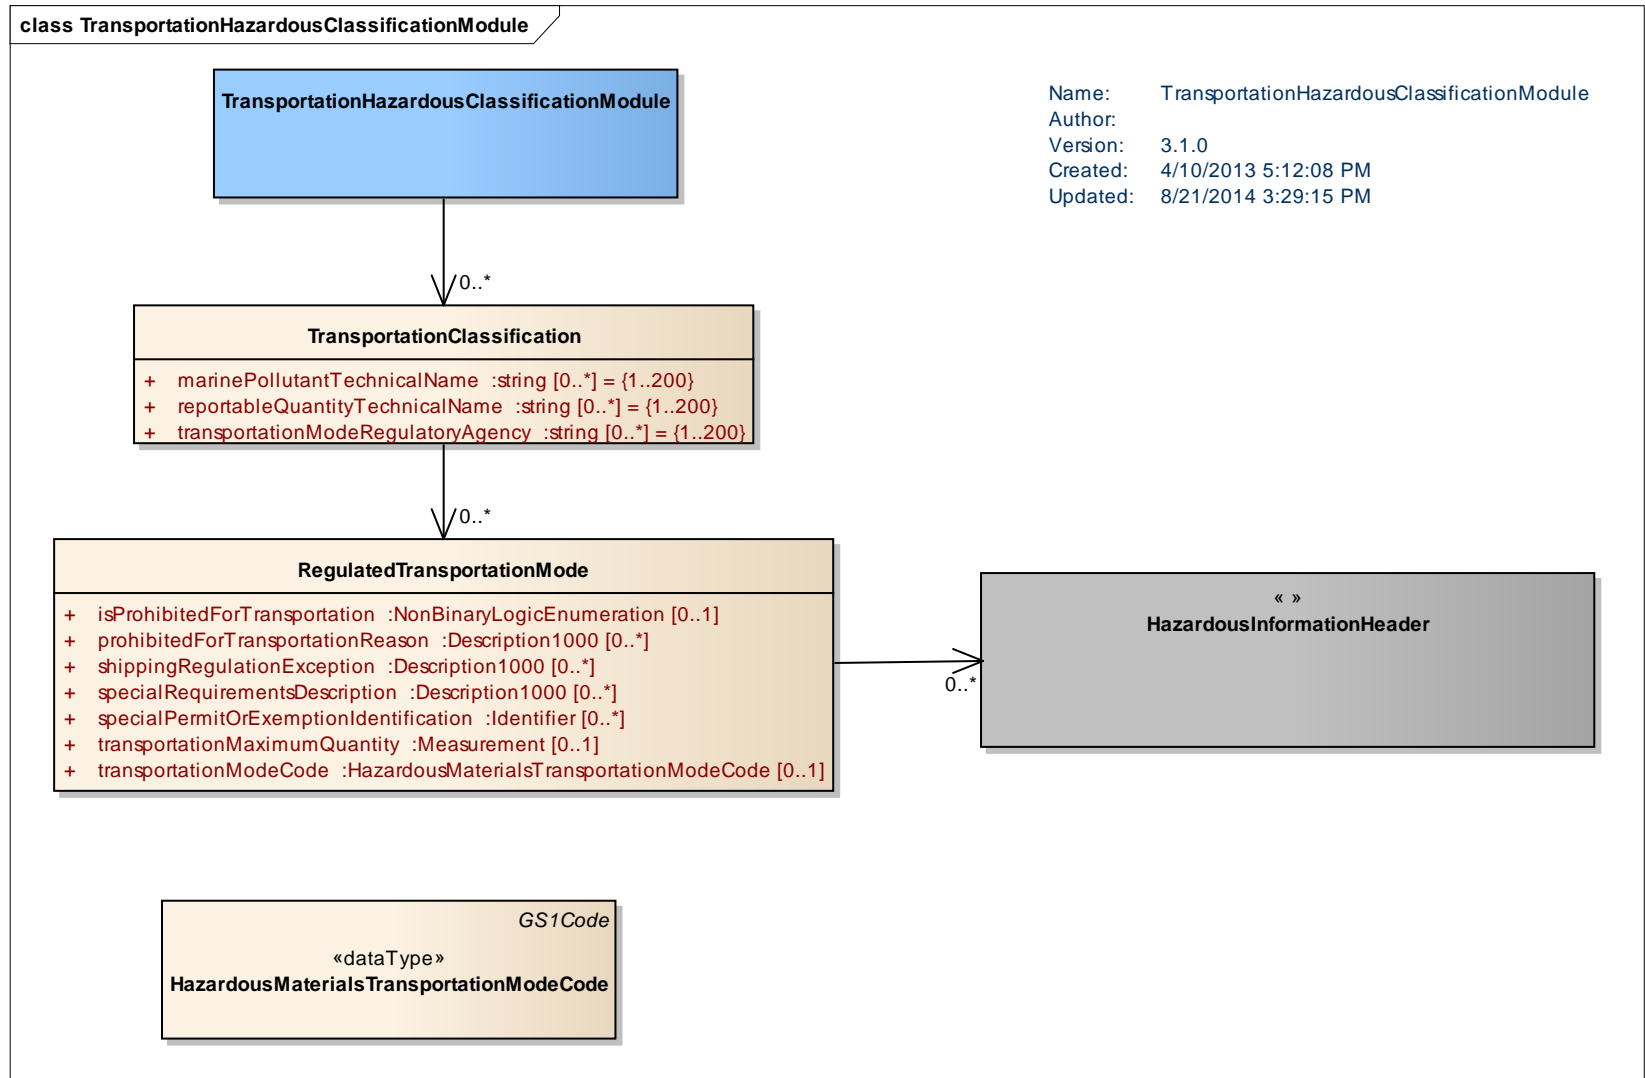 class TransportationHazardousClassificationModule
TransportationHazardousClassificationModule
Name: TransportationHazardousClassificationModule
Author:
Version: 3.1.0
Created: 4/10/2013 5:12:08 PM
Updated: 8/21/2014 3:29:15 PM
0..*
TransportationClassification
+ marinePollutantTechnicalName :string [0..*] = {1..200}
+ reportableQuantityTechnicalName :string [0..*] = {1..200}
+ transportationModeRegulatoryAgency :string [0..*] = {1..200}
0..*
RegulatedTransportationMode
+ isProhibitedForTransportation :NonBinaryLogicEnumeration [0..1]
+ prohibitedForTransportationReason :Description1000 [0..*]
+ shippingRegulationException :Description1000 [0..*]
+ specialRequirementsDescription :Description1000 [0..*]
+ specialPermitOrExemptionIdentification :Identifier [0..*]
+ transportationMaximumQuantity :Measurement [0..1]
+ transportationModeCode :HazardousMaterialsTransportationModeCode [0..1]
0..*
« »
HazardousInformationHeader
GS1Code
«dataType»
HazardousMaterialsTransportationModeCode